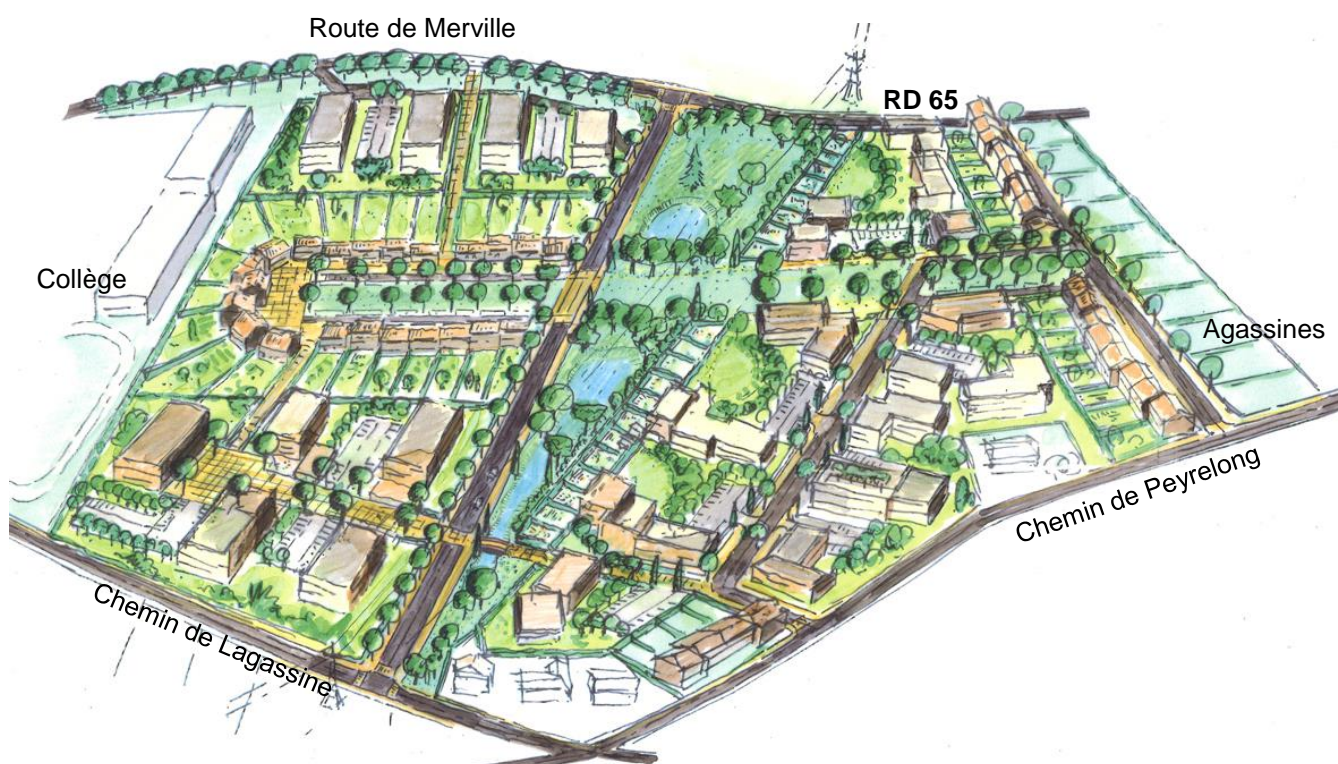 Route de Merville
RD 65
Collège
Agassines
Chemin de Peyrelong
Chemin de Lagassine